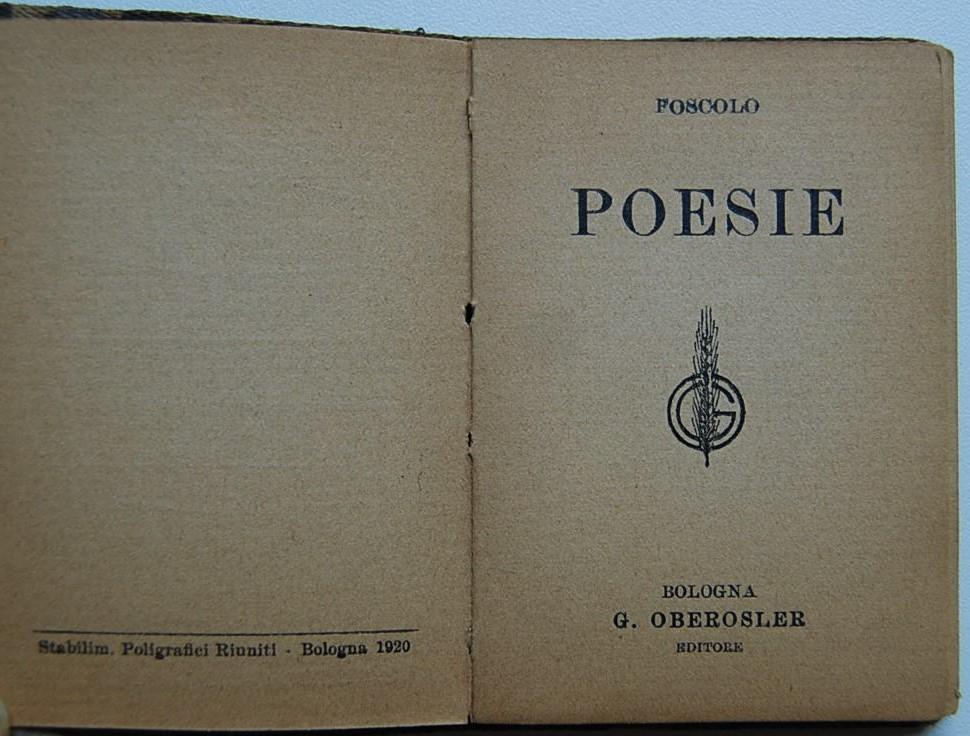 Stabilim. Poligrafici Riuniti - Bologna 1920
FOSCOLO
POESIE
G
BOLOGNA
G. OBEROSLER
EDITORE